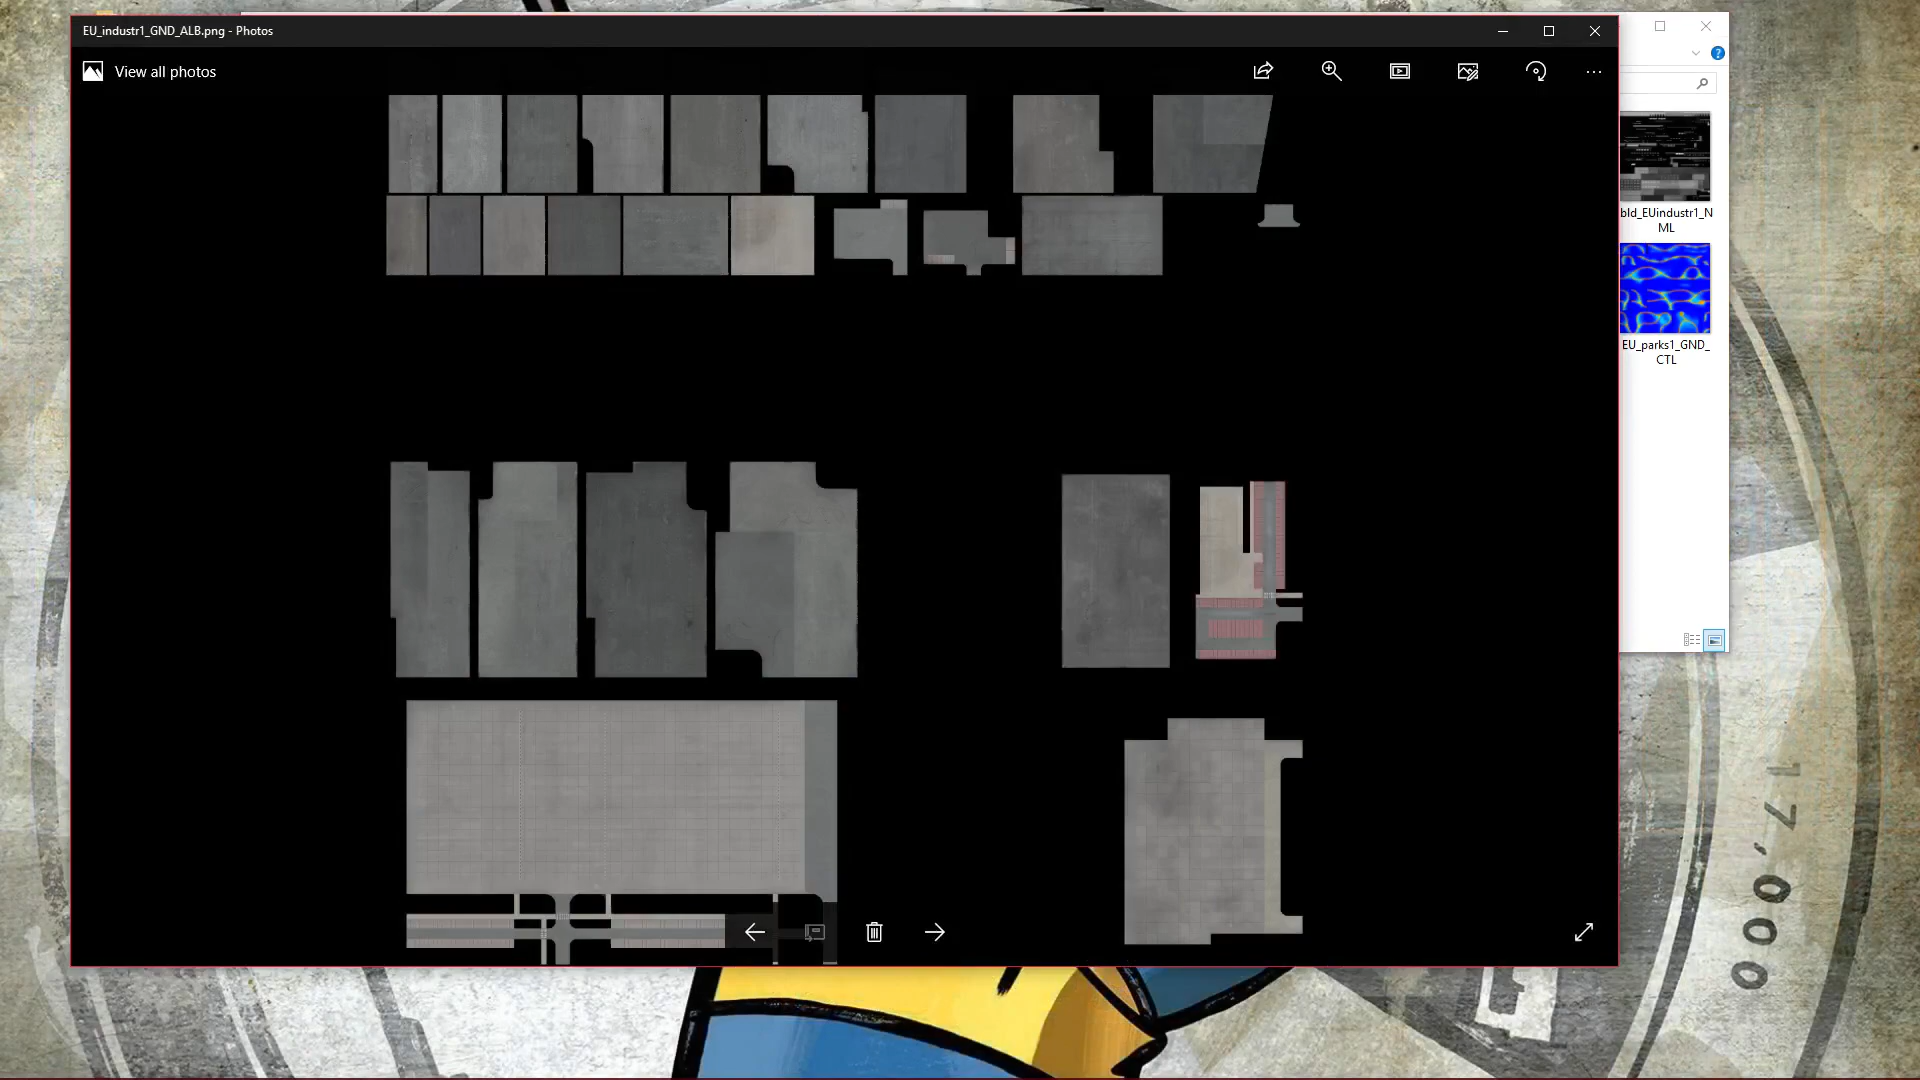 EU_industr1_GND_ALB.png - Photos
View all photos
bld_EUindustr1_N
ML
EU_parks1_GND_
CTL
17,000